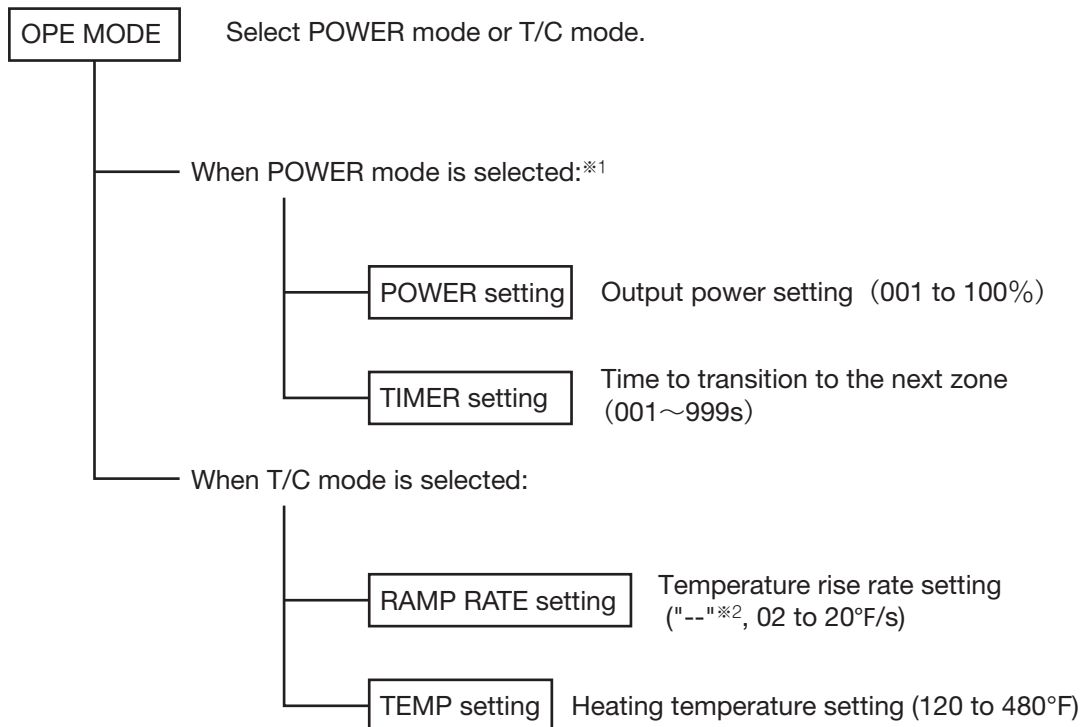 OPE MODE Select POWER mode or T/C mode.
When POWER mode is selected:※1
POWER setting Output power setting（001 to 100％）
TIMER setting Time to transition to the next zone
（001～999s）
When T/C mode is selected:
RAMP RATE setting Temperature rise rate setting
("--"※2, 02 to 20°F/s)
TEMP setting Heating temperature setting (120 to 480°F)